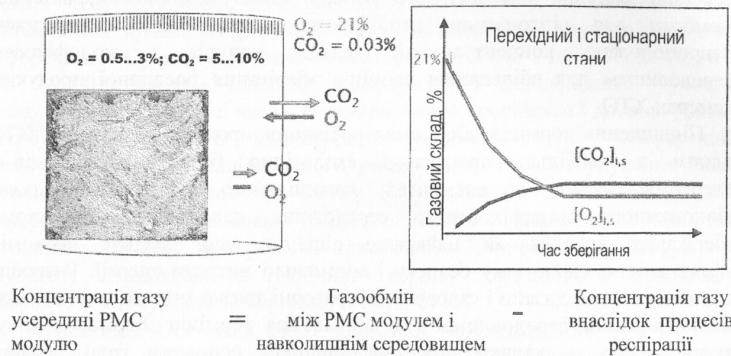 O₂ = 21%
CO₂ = 0.03%
O₂ = 0.5...3%; CO₂ = 5...10%
CO₂
O₂
CO₂
O₂
Перехідний і стаціонарний
стани
21%
Газовий склад, %
[CO₂]i,s
[O₂]i,s.
Час зберігання
Концентрація газу
усередині РМС
модулю
=
Газообмін
між РМС модулем і
навколишнім середовищем
-
Концентрація газу
внаслідок процесів
респірації